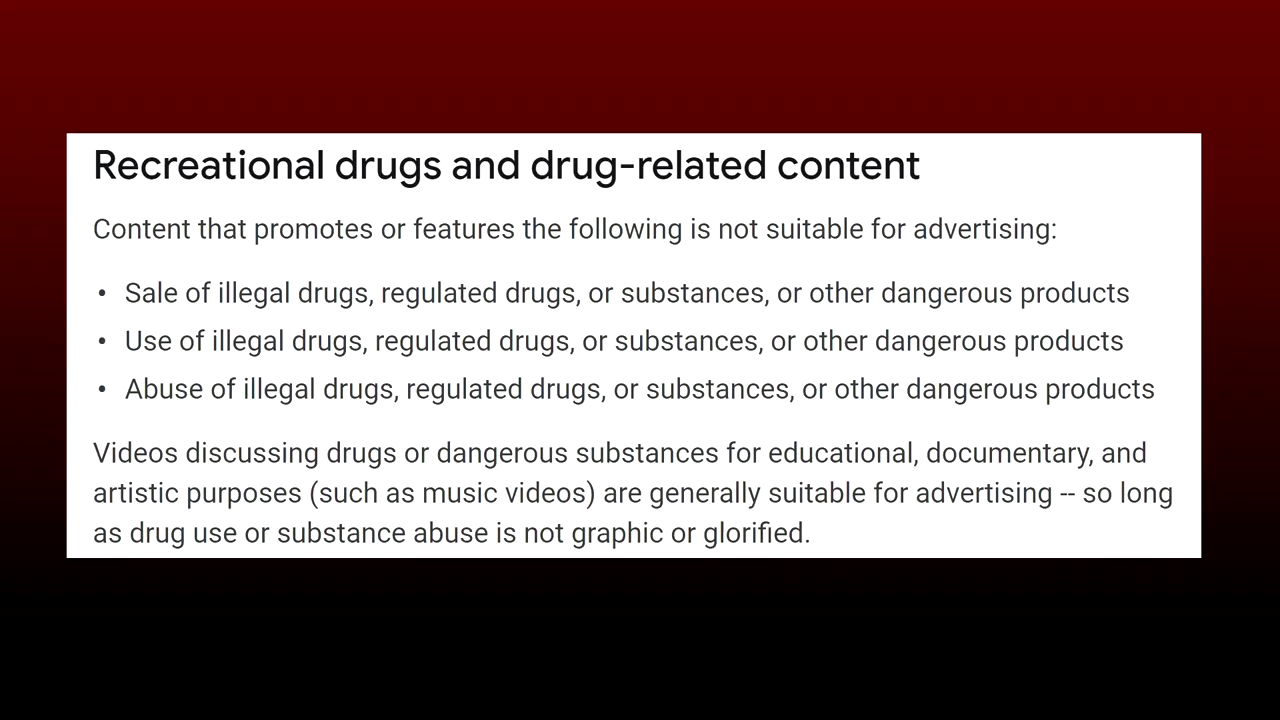 Recreational drugs and drug-related content
Content that promotes or features the following is not suitable for advertising:
• Sale of illegal drugs, regulated drugs, or substances, or other dangerous products
• Use of illegal drugs, regulated drugs, or substances, or other dangerous products
• Abuse of illegal drugs, regulated drugs, or substances, or other dangerous products
Videos discussing drugs or dangerous substances for educational, documentary, and
artistic purposes (such as music videos) are generally suitable for advertising -- so long
as drug use or substance abuse is not graphic or glorified.